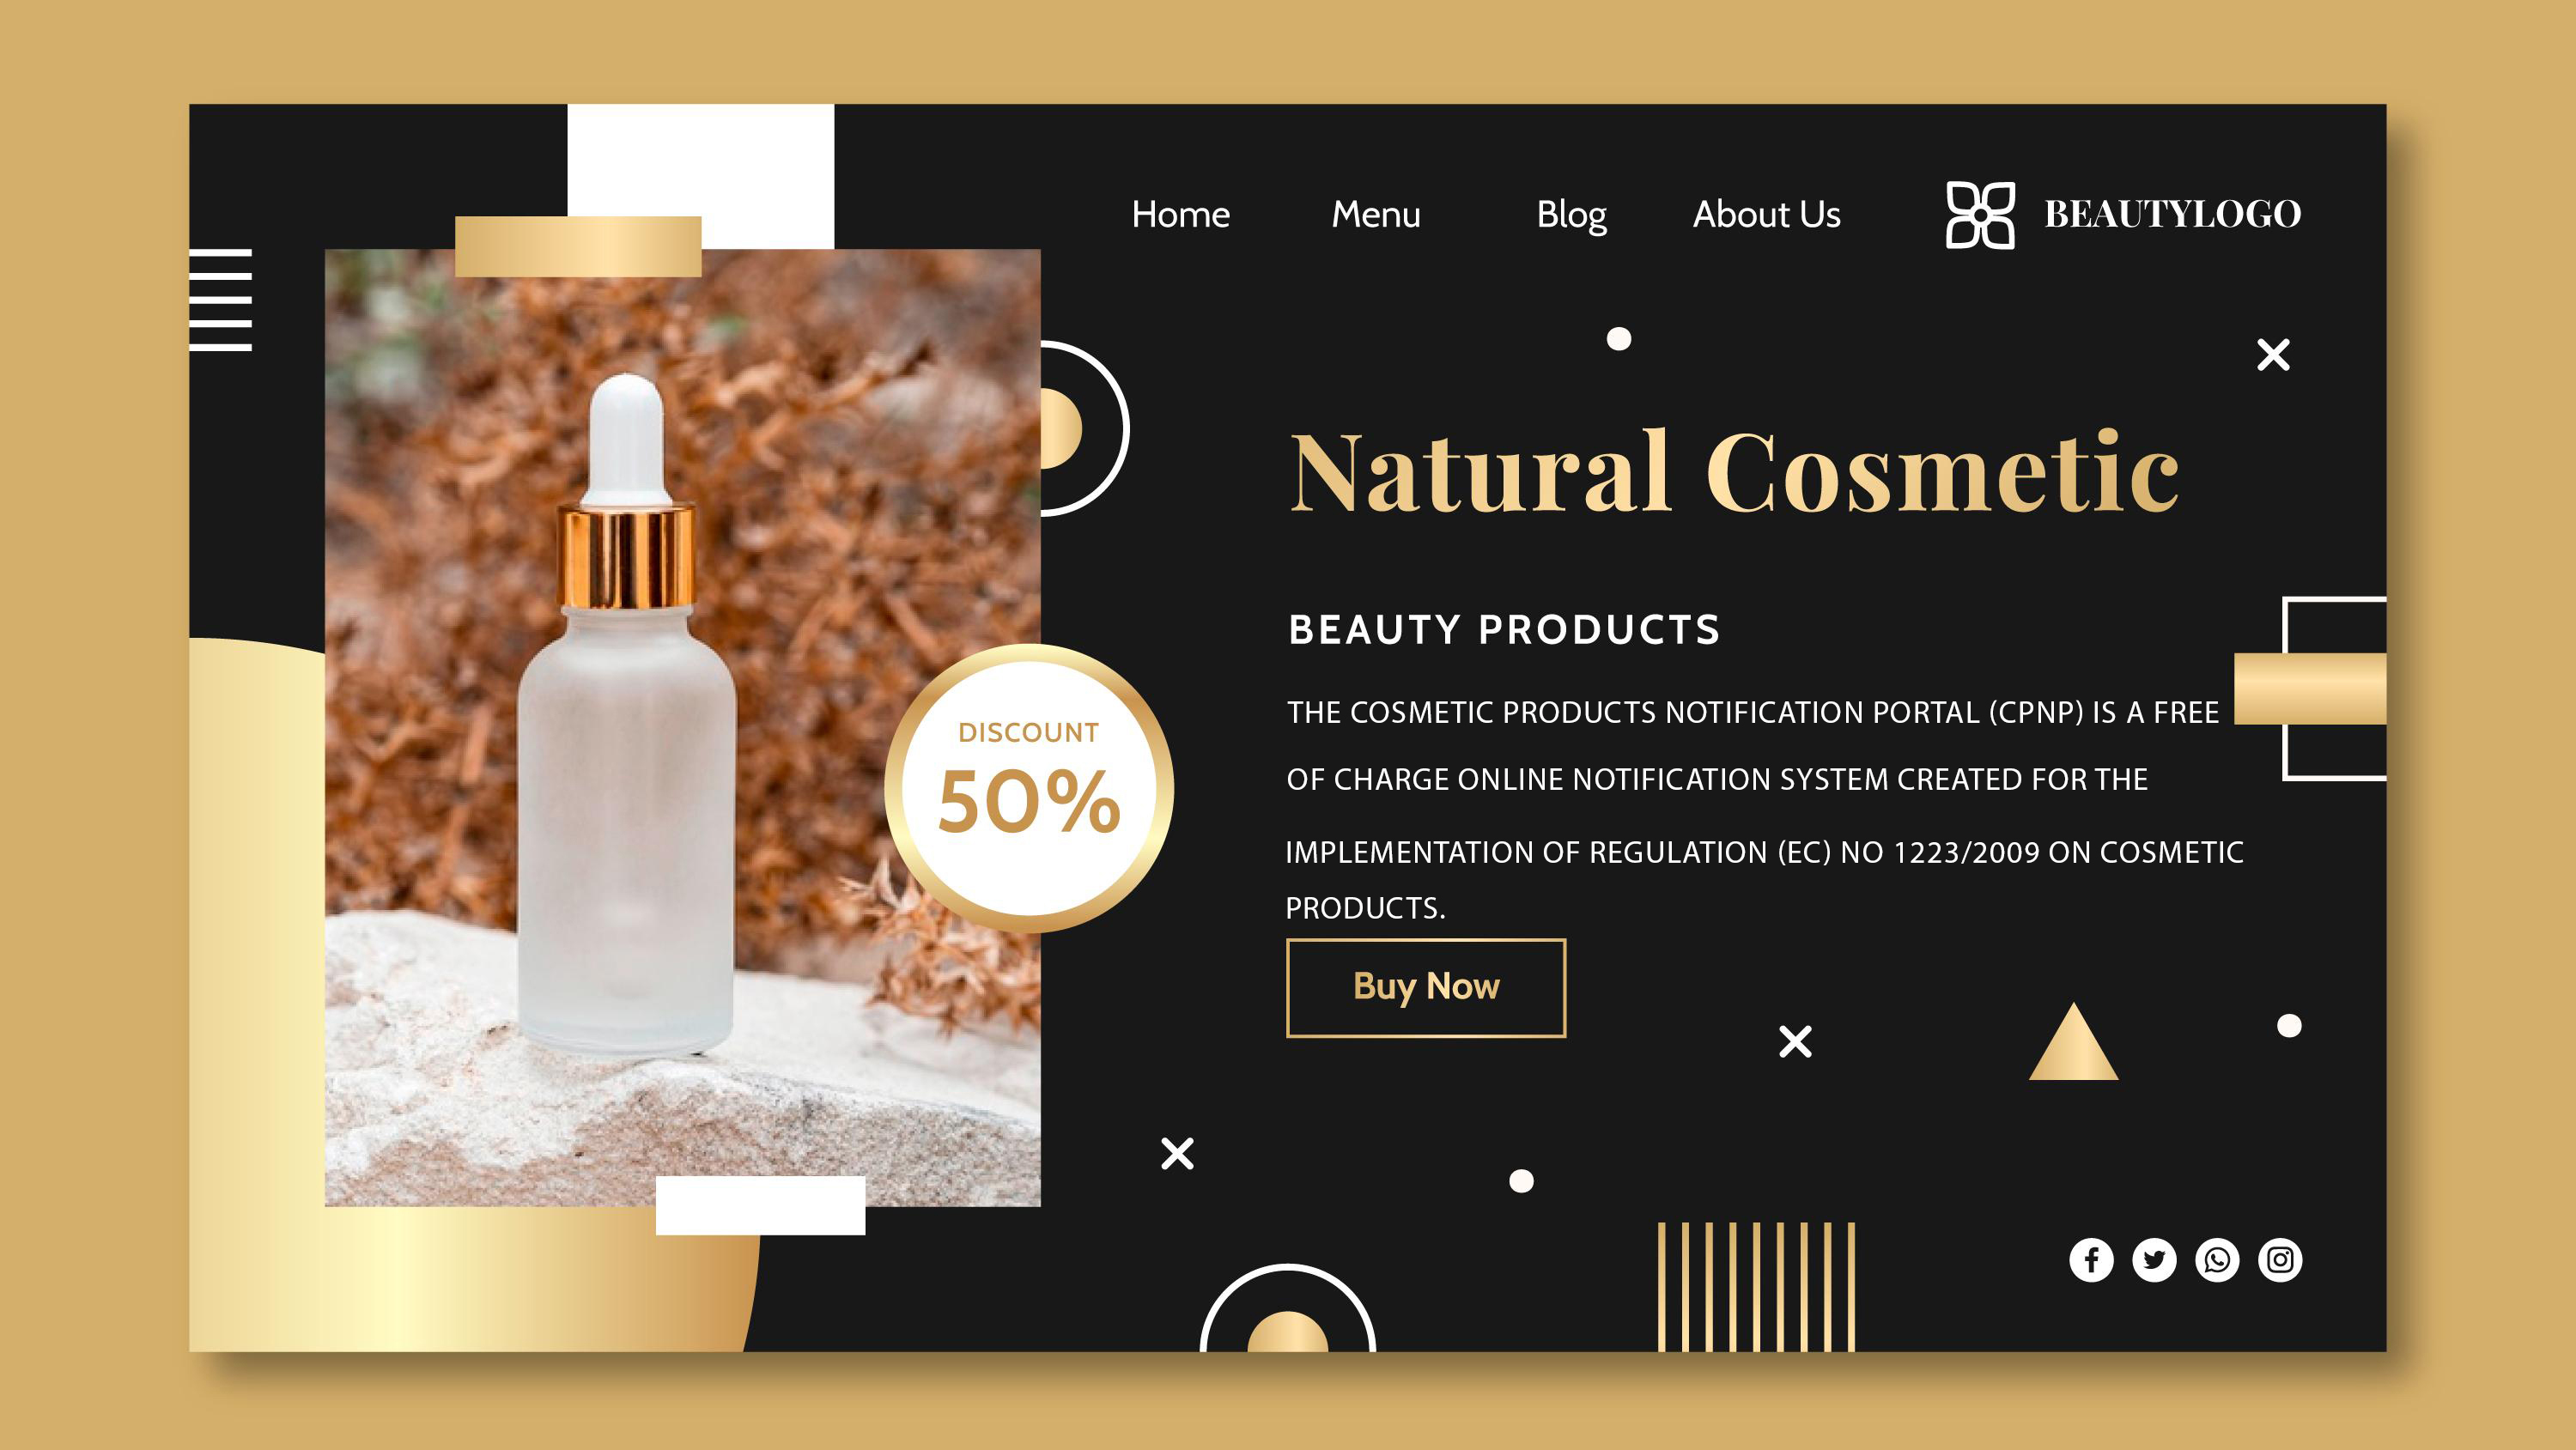 Home Menu Blog About Us BEAUTYLOGO
Natural Cosmetic
BEAUTY PRODUCTS
THE COSMETIC PRODUCTS NOTIFICATION PORTAL (CPNP) IS A FREE
OF CHARGE ONLINE NOTIFICATION SYSTEM CREATED FOR THE
IMPLEMENTATION OF REGULATION (EC) NO 1223/2009 ON COSMETIC
PRODUCTS.
Buy Now
DISCOUNT
50%